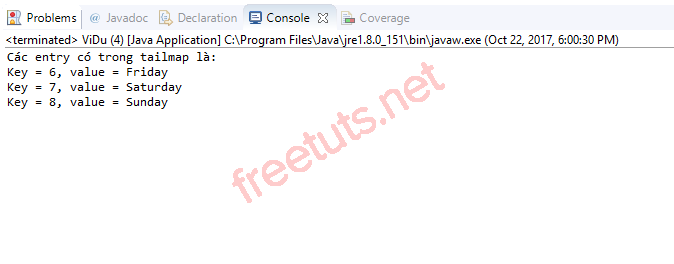 Problems @ Javadoc Declaration Console Coverage
<terminated> ViDu (4) [Java Application] C:\Program Files\Java\jre1.8.0_151\bin\javaw.exe (Oct 22, 2017, 6:00:30 PM)
Các entry có trong tailmap là:
Key = 6, value = Friday
Key = 7, value = Saturday
Key = 8, value = Sunday
freetuts.net